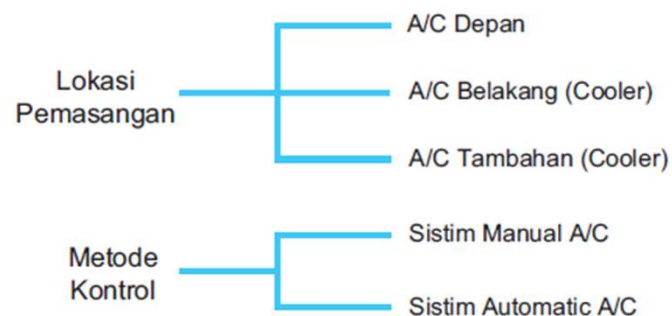 A/C Depan
Lokasi
Pemasangan
A/C Belakang (Cooler)
A/C Tambahan (Cooler)
Metode
Kontrol
Sistim Manual A/C
Sistim Automatic A/C